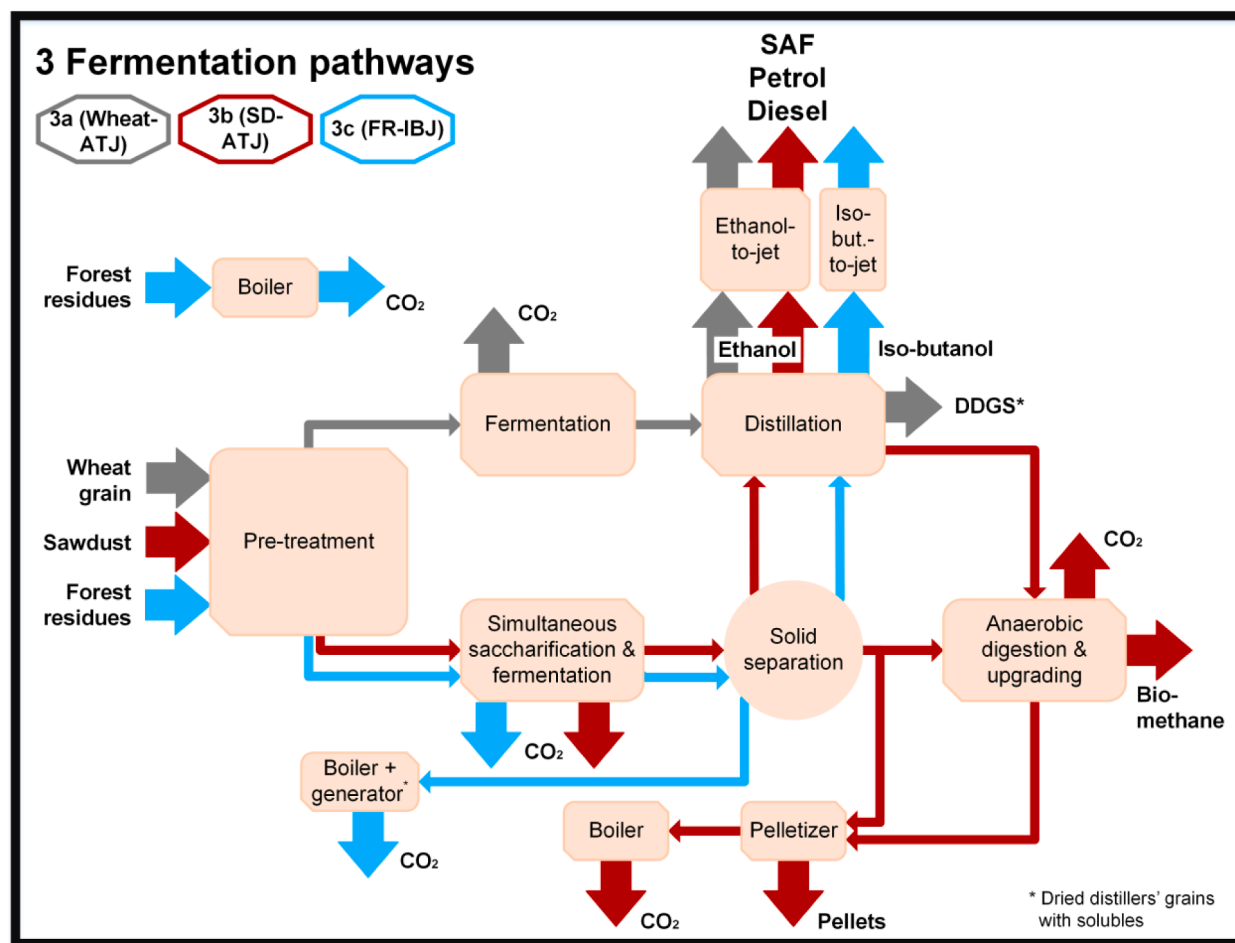 3 Fermentation pathways
3a (Wheat-
ATJ)
3b (SD-
ATJ)
3c (FR-IBJ)
SAF
Petrol
Diesel
Ethanol-
to-jet
Iso-
but.-
to-jet
Forest
residues
Boiler
CO₂
CO₂
Ethanol
Iso-butanol
Fermentation
Distillation
DDGS*
Wheat
grain
Sawdust
Forest
residues
Pre-treatment
CO₂
Simultaneous
saccharification &
fermentation
Solid
separation
Anaerobic
digestion &
upgrading
Bio-
methane
CO₂
Boiler +
generator*
CO₂
Boiler
Pelletizer
CO₂
Pellets
* Dried distillers' grains
with solubles